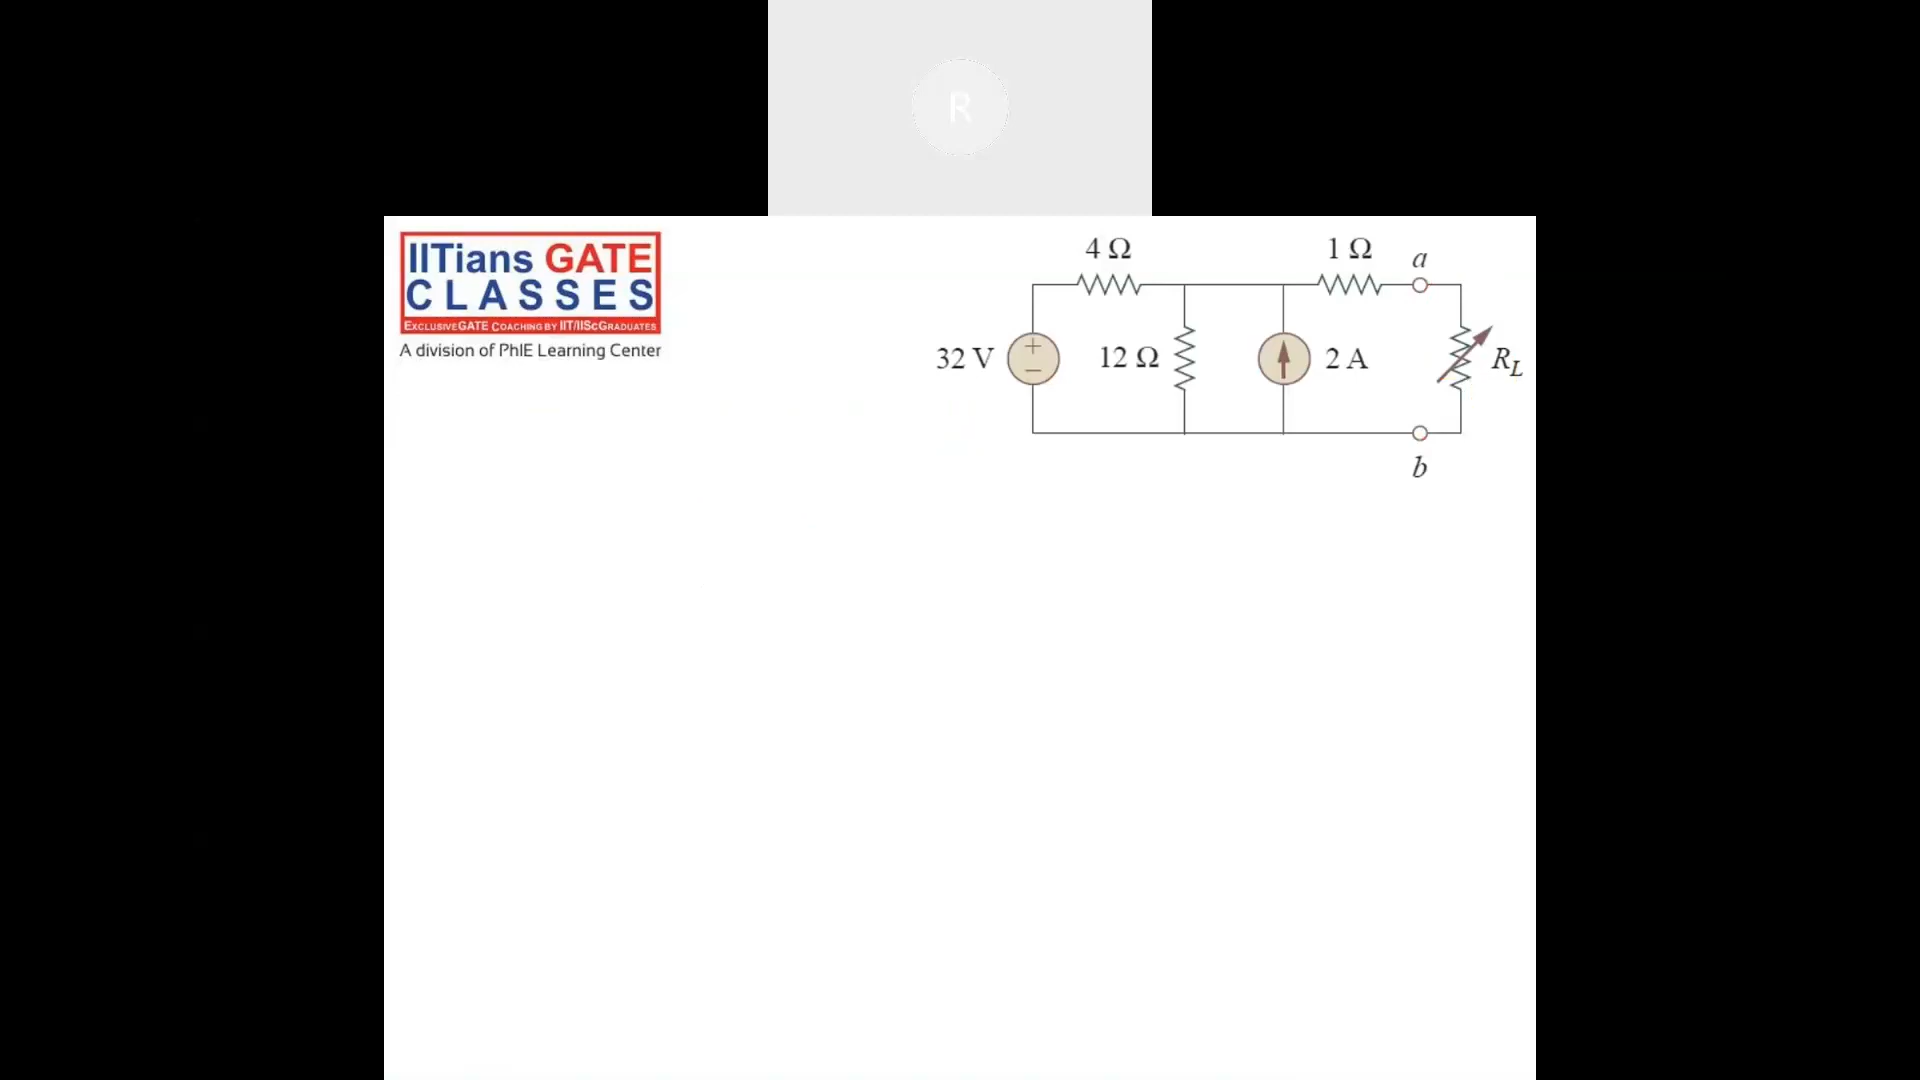 R
IITians GATE
CLASSES
EXCLUSIVE GATE COACHING BY IIT/IISc GRADUATES
A division of PhIE Learning Center
4 Ω
1 Ω
a
32 V
+
−
12 Ω
2 A
R_L
b